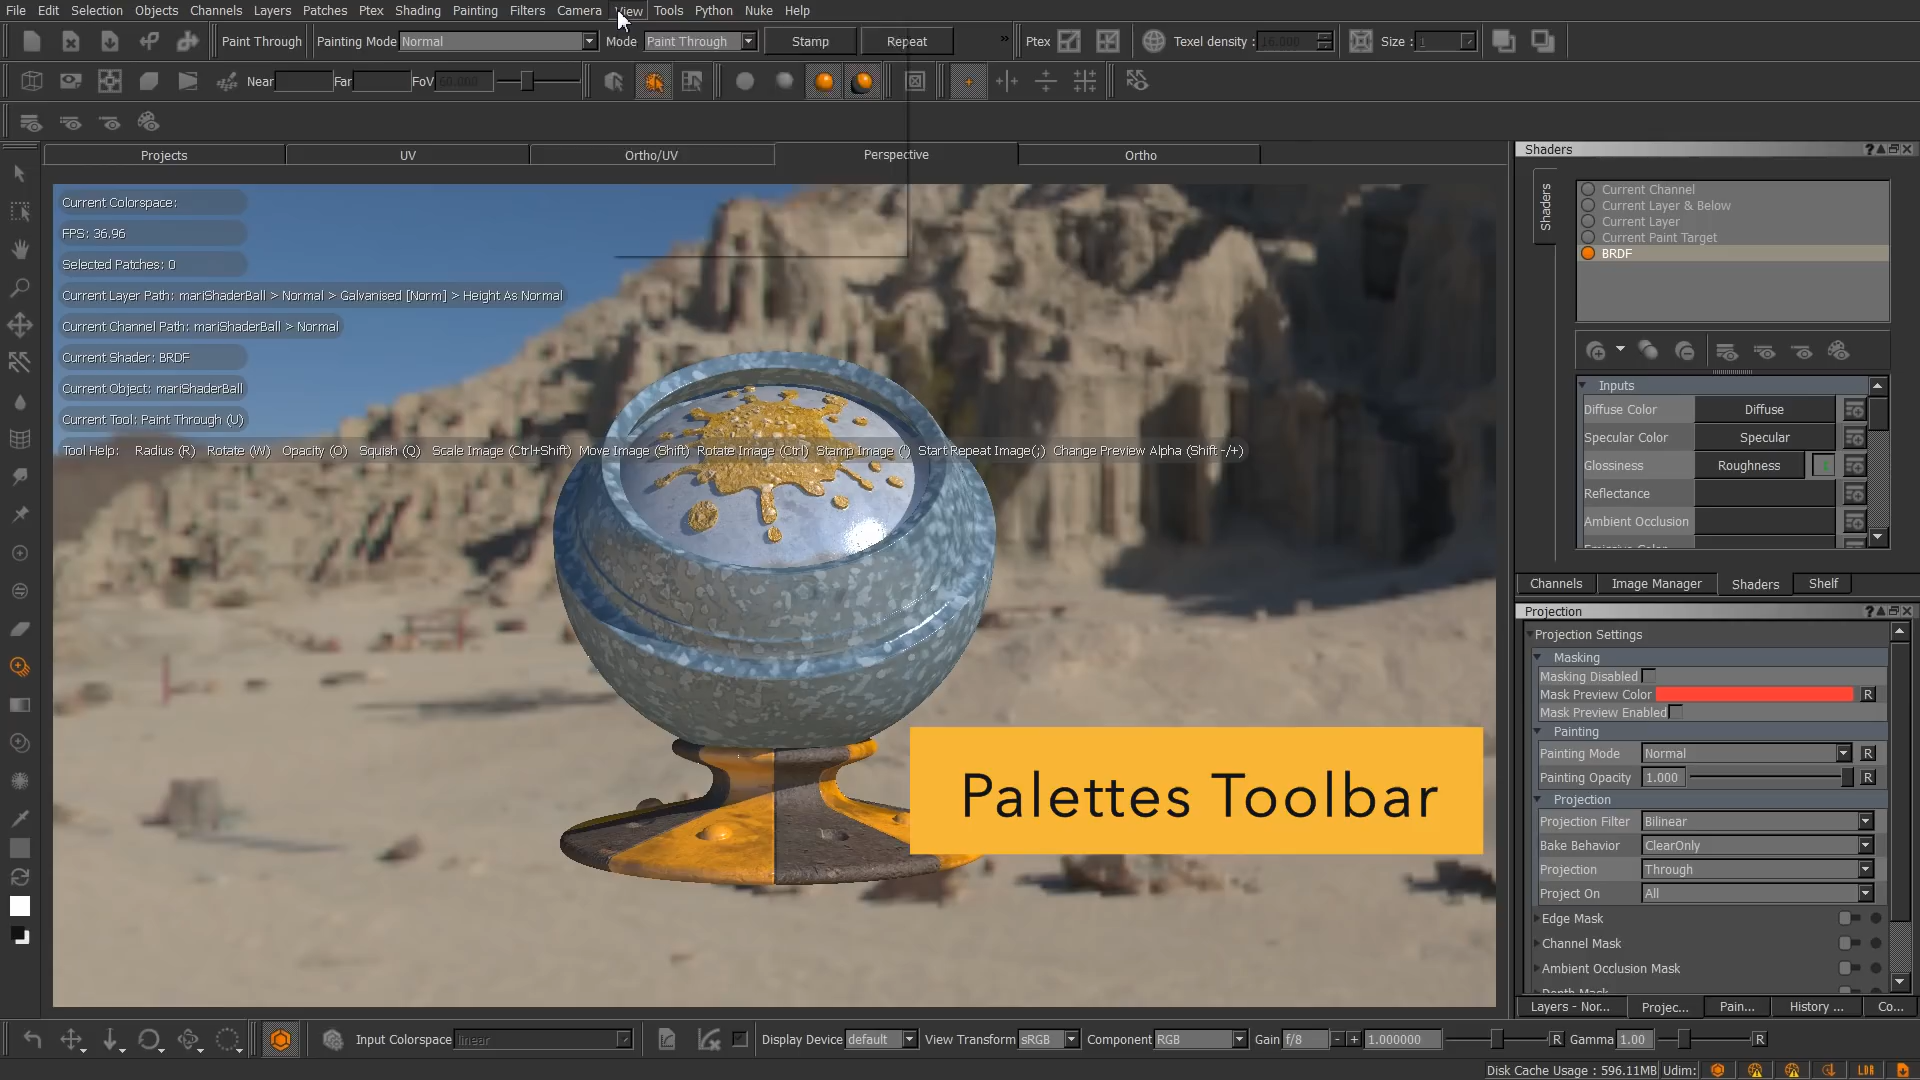 File Edit Selection Objects Channels Layers Patches Ptex Shading Painting Filters Camera View Tools Python Nuke Help
Paint Through Painting Mode Normal Mode Paint Through Stamp Repeat » Ptex Texel density : 16.000 Size : 1
Near Far FoV 60.000
Projects UV Ortho/UV Perspective Ortho
Current Colorspace:
FPS: 36.96
Selected Patches: 0
Current Layer Path: mariShaderBall > Normal > Galvanised [Norm] > Height As Normal
Current Channel Path: mariShaderBall > Normal
Current Shader: BRDF
Current Object: mariShaderBall
Current Tool: Paint Through (U)
Tool Help: Radius (R) Rotate (W) Opacity (O) Squish (Q) Scale Image (Ctrl+Shift) Move Image (Shift) Rotate Image (Ctrl) Stamp Image (') Start Repeat Image(;) Change Preview Alpha (Shift -/+)
Palettes Toolbar
Shaders
Shaders
Current Channel
Current Layer & Below
Current Layer
Current Paint Target
BRDF
Inputs
Diffuse Color Diffuse
Specular Color Specular
Glossiness Roughness
Reflectance
Ambient Occlusion
Channels Image Manager Shaders Shelf
Projection
Projection Settings
Masking
Masking Disabled
Mask Preview Color R
Mask Preview Enabled
Painting
Painting Mode Normal R
Painting Opacity 1.000 R
Projection
Projection Filter Bilinear
Bake Behavior ClearOnly
Projection Through
Project On All
Edge Mask
Channel Mask
Ambient Occlusion Mask
Depth Mask
Layers - Nor... Projec... Pain... History ... Co...
Input Colorspace linear Display Device default View Transform sRGB Component RGB Gain f/8 - + 1.000000 R Gamma 1.00 R
Disk Cache Usage : 596.11MB Udim: LDR